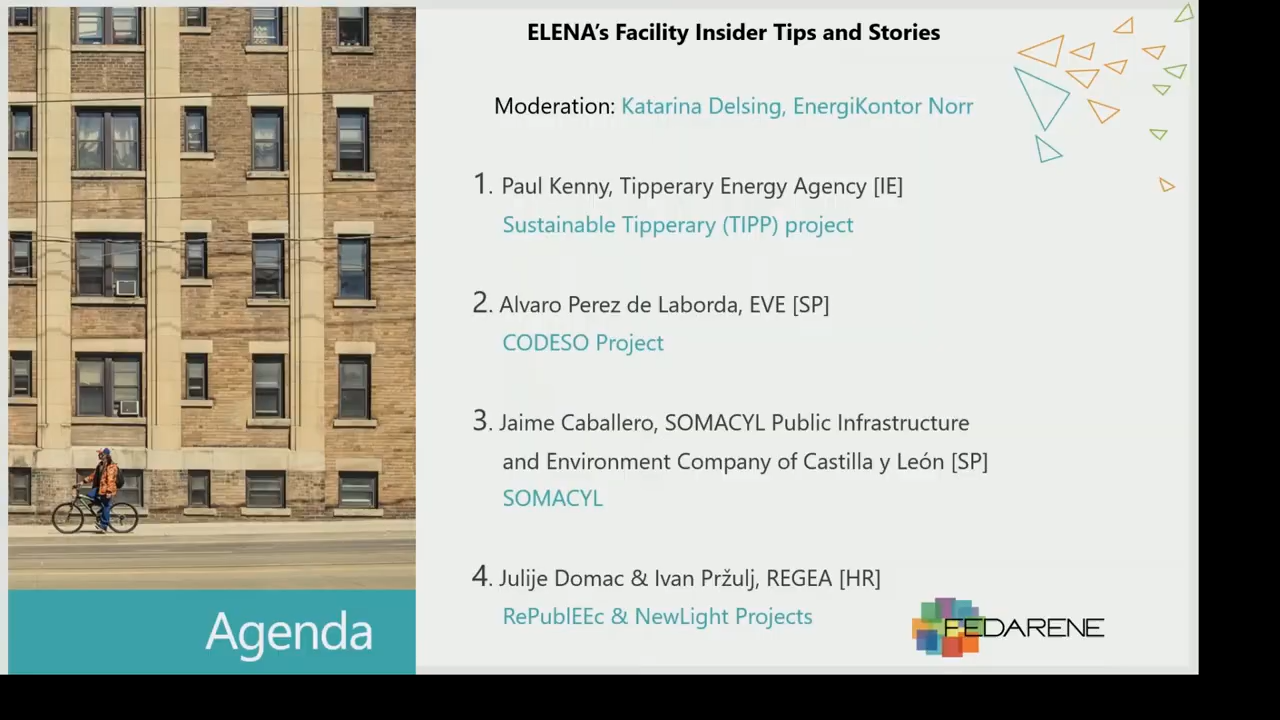 ELENA’s Facility Insider Tips and Stories
Moderation: Katarina Delsing, EnergiKontor Norr
1. Paul Kenny, Tipperary Energy Agency [IE]
Sustainable Tipperary (TIPP) project
2. Alvaro Perez de Laborda, EVE [SP]
CODESO Project
3. Jaime Caballero, SOMACYL Public Infrastructure
and Environment Company of Castilla y León [SP]
SOMACYL
4. Julije Domac & Ivan Pržulj, REGEA [HR]
RePublEEc & NewLight Projects
Agenda
FEDARENE